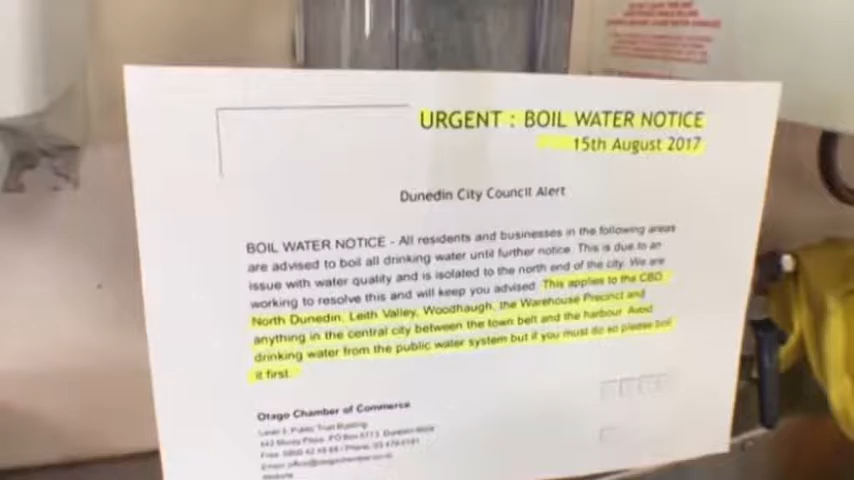 URGENT : BOIL WATER NOTICE
15th August 2017
Dunedin City Council Alert
BOIL WATER NOTICE - All residents and businesses in the following areas
are advised to boil all drinking water until further notice. This is due to an
issue with water quality and is isolated to the north end of the city. We are
working to resolve this and will keep you advised. This applies to the CBD,
North Dunedin, Leith Valley, Woodhaugh, the Warehouse Precinct and
anything in the central city between the town belt and the harbour. Avoid
drinking water from the public water system but if you must do so please boil
it first.
Otago Chamber of Commerce